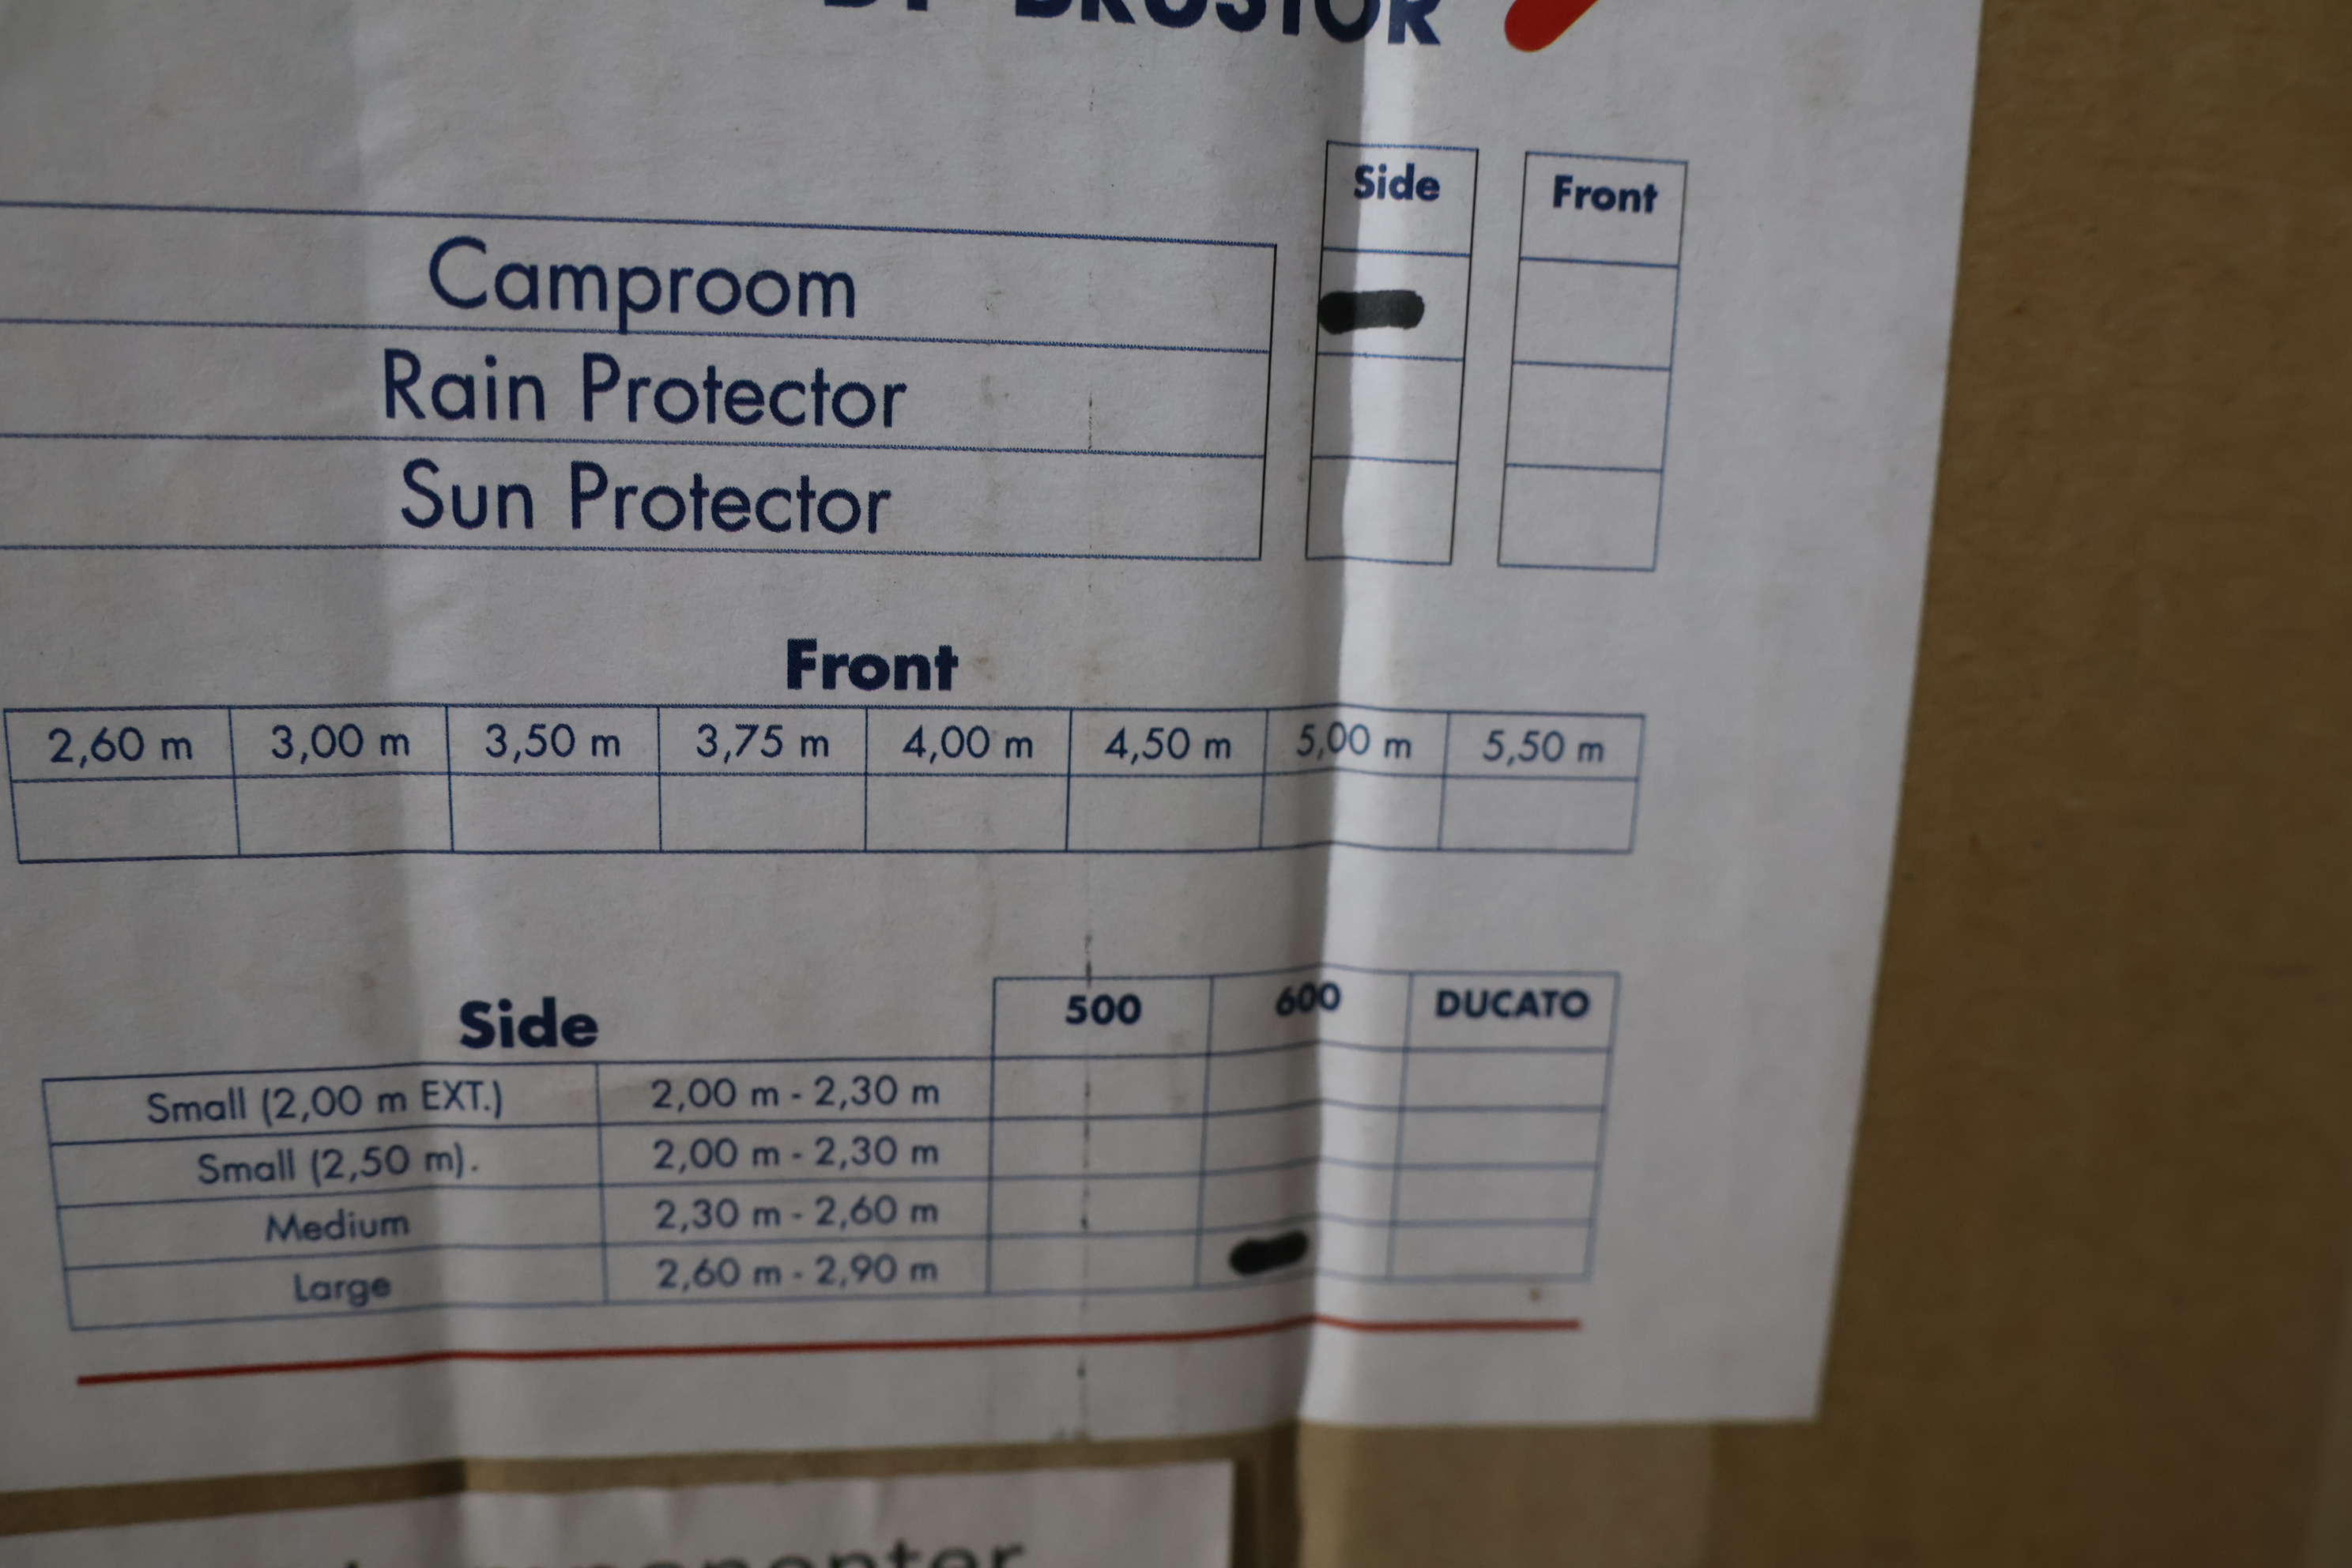 BY BRUSTOR
Side Front
Camproom
Rain Protector
Sun Protector
Front
2,60 m 3,00 m 3,50 m 3,75 m 4,00 m 4,50 m 5,00 m 5,50 m
Side 500 600 DUCATO
Small (2,00 m EXT.) 2,00 m - 2,30 m
Small (2,50 m). 2,00 m - 2,30 m
Medium 2,30 m - 2,60 m
Large 2,60 m - 2,90 m